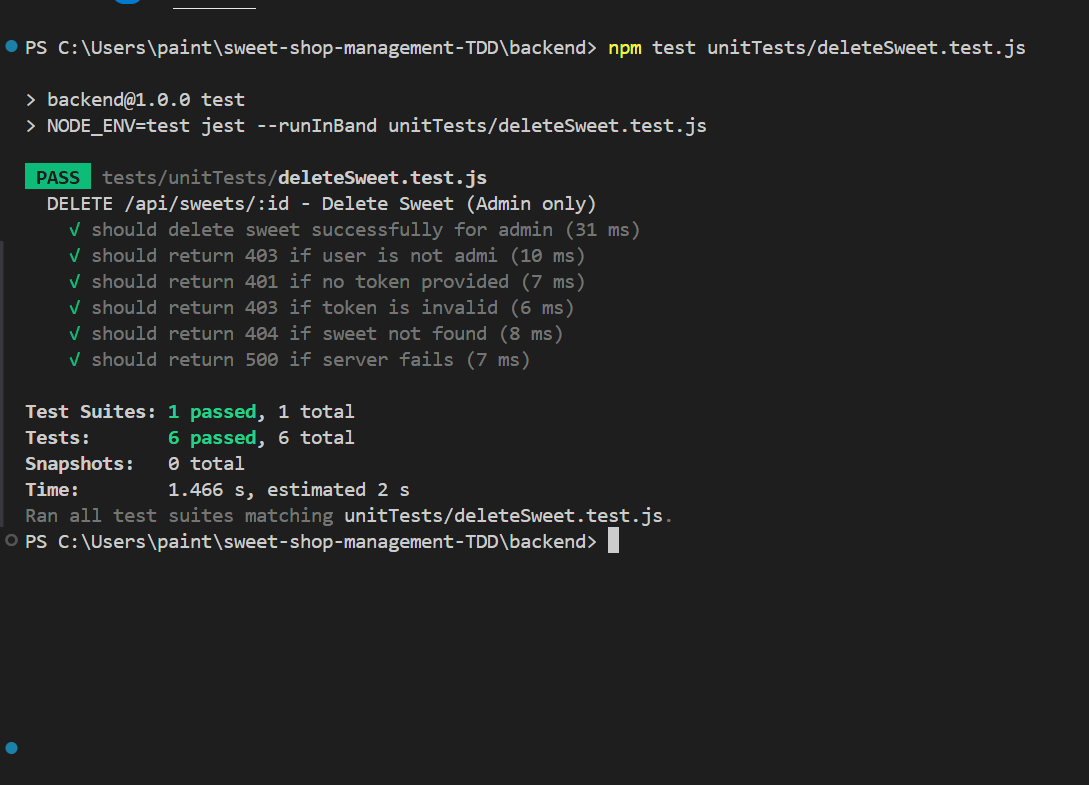 PS C:\Users\paint\sweet-shop-management-TDD\backend> npm test unitTests/deleteSweet.test.js
> backend@1.0.0 test
> NODE_ENV=test jest --runInBand unitTests/deleteSweet.test.js
PASS tests/unitTests/deleteSweet.test.js
DELETE /api/sweets/:id - Delete Sweet (Admin only)
√ should delete sweet successfully for admin (31 ms)
√ should return 403 if user is not admi (10 ms)
√ should return 401 if no token provided (7 ms)
√ should return 403 if token is invalid (6 ms)
√ should return 404 if sweet not found (8 ms)
√ should return 500 if server fails (7 ms)
Test Suites: 1 passed, 1 total
Tests: 6 passed, 6 total
Snapshots: 0 total
Time: 1.466 s, estimated 2 s
Ran all test suites matching unitTests/deleteSweet.test.js.
PS C:\Users\paint\sweet-shop-management-TDD\backend>